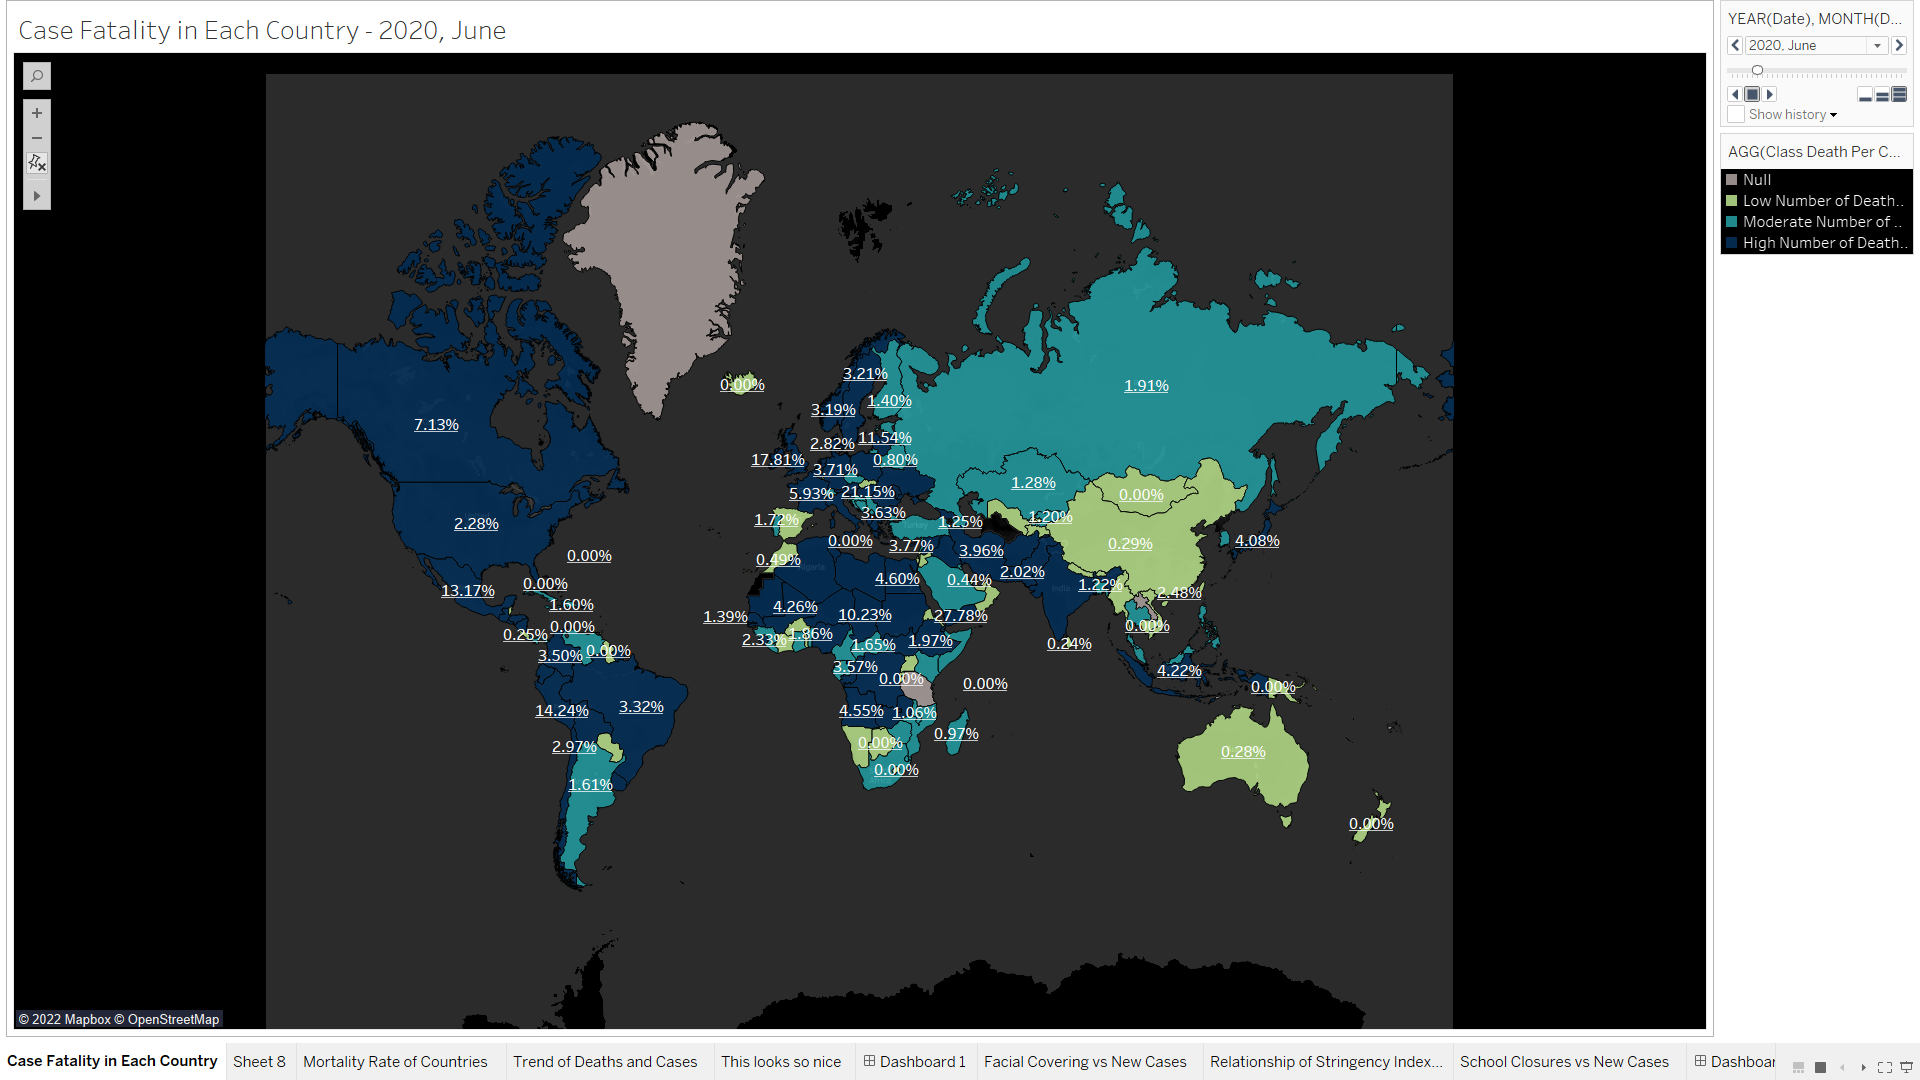 Case Fatality in Each Country - 2020, June
YEAR(Date), MONTH(D...
2020, June
Show history
AGG(Class Death Per C...
Null
Low Number of Death..
Moderate Number of ..
High Number of Death..
0.00%
3.21%
1.40%
1.91%
7.13%
3.19%
2.82%
11.54%
17.81%
3.71%
0.80%
5.93%
21.15%
1.28%
0.00%
2.28%
1.72%
3.63%
Turkey
1.25%
1.20%
0.00%
0.00%
3.77%
3.96%
0.29%
4.08%
0.49%
Algeria
13.17%
0.00%
4.60%
0.44%
2.02%
India
1.22%
2.48%
1.60%
1.39%
4.26%
10.23%
27.78%
0.25%
0.00%
2.33%
1.86%
1.65%
1.97%
0.24%
0.00%
3.50%
0.00%
3.57%
0.00%
0.00%
4.22%
0.00%
14.24%
3.32%
4.55%
1.06%
0.97%
2.97%
0.00%
0.28%
1.61%
0.00%
0.00%
© 2022 Mapbox © OpenStreetMap
Case Fatality in Each Country
Sheet 8
Mortality Rate of Countries
Trend of Deaths and Cases
This looks so nice
Dashboard 1
Facial Covering vs New Cases
Relationship of Stringency Index...
School Closures vs New Cases
Dashboar